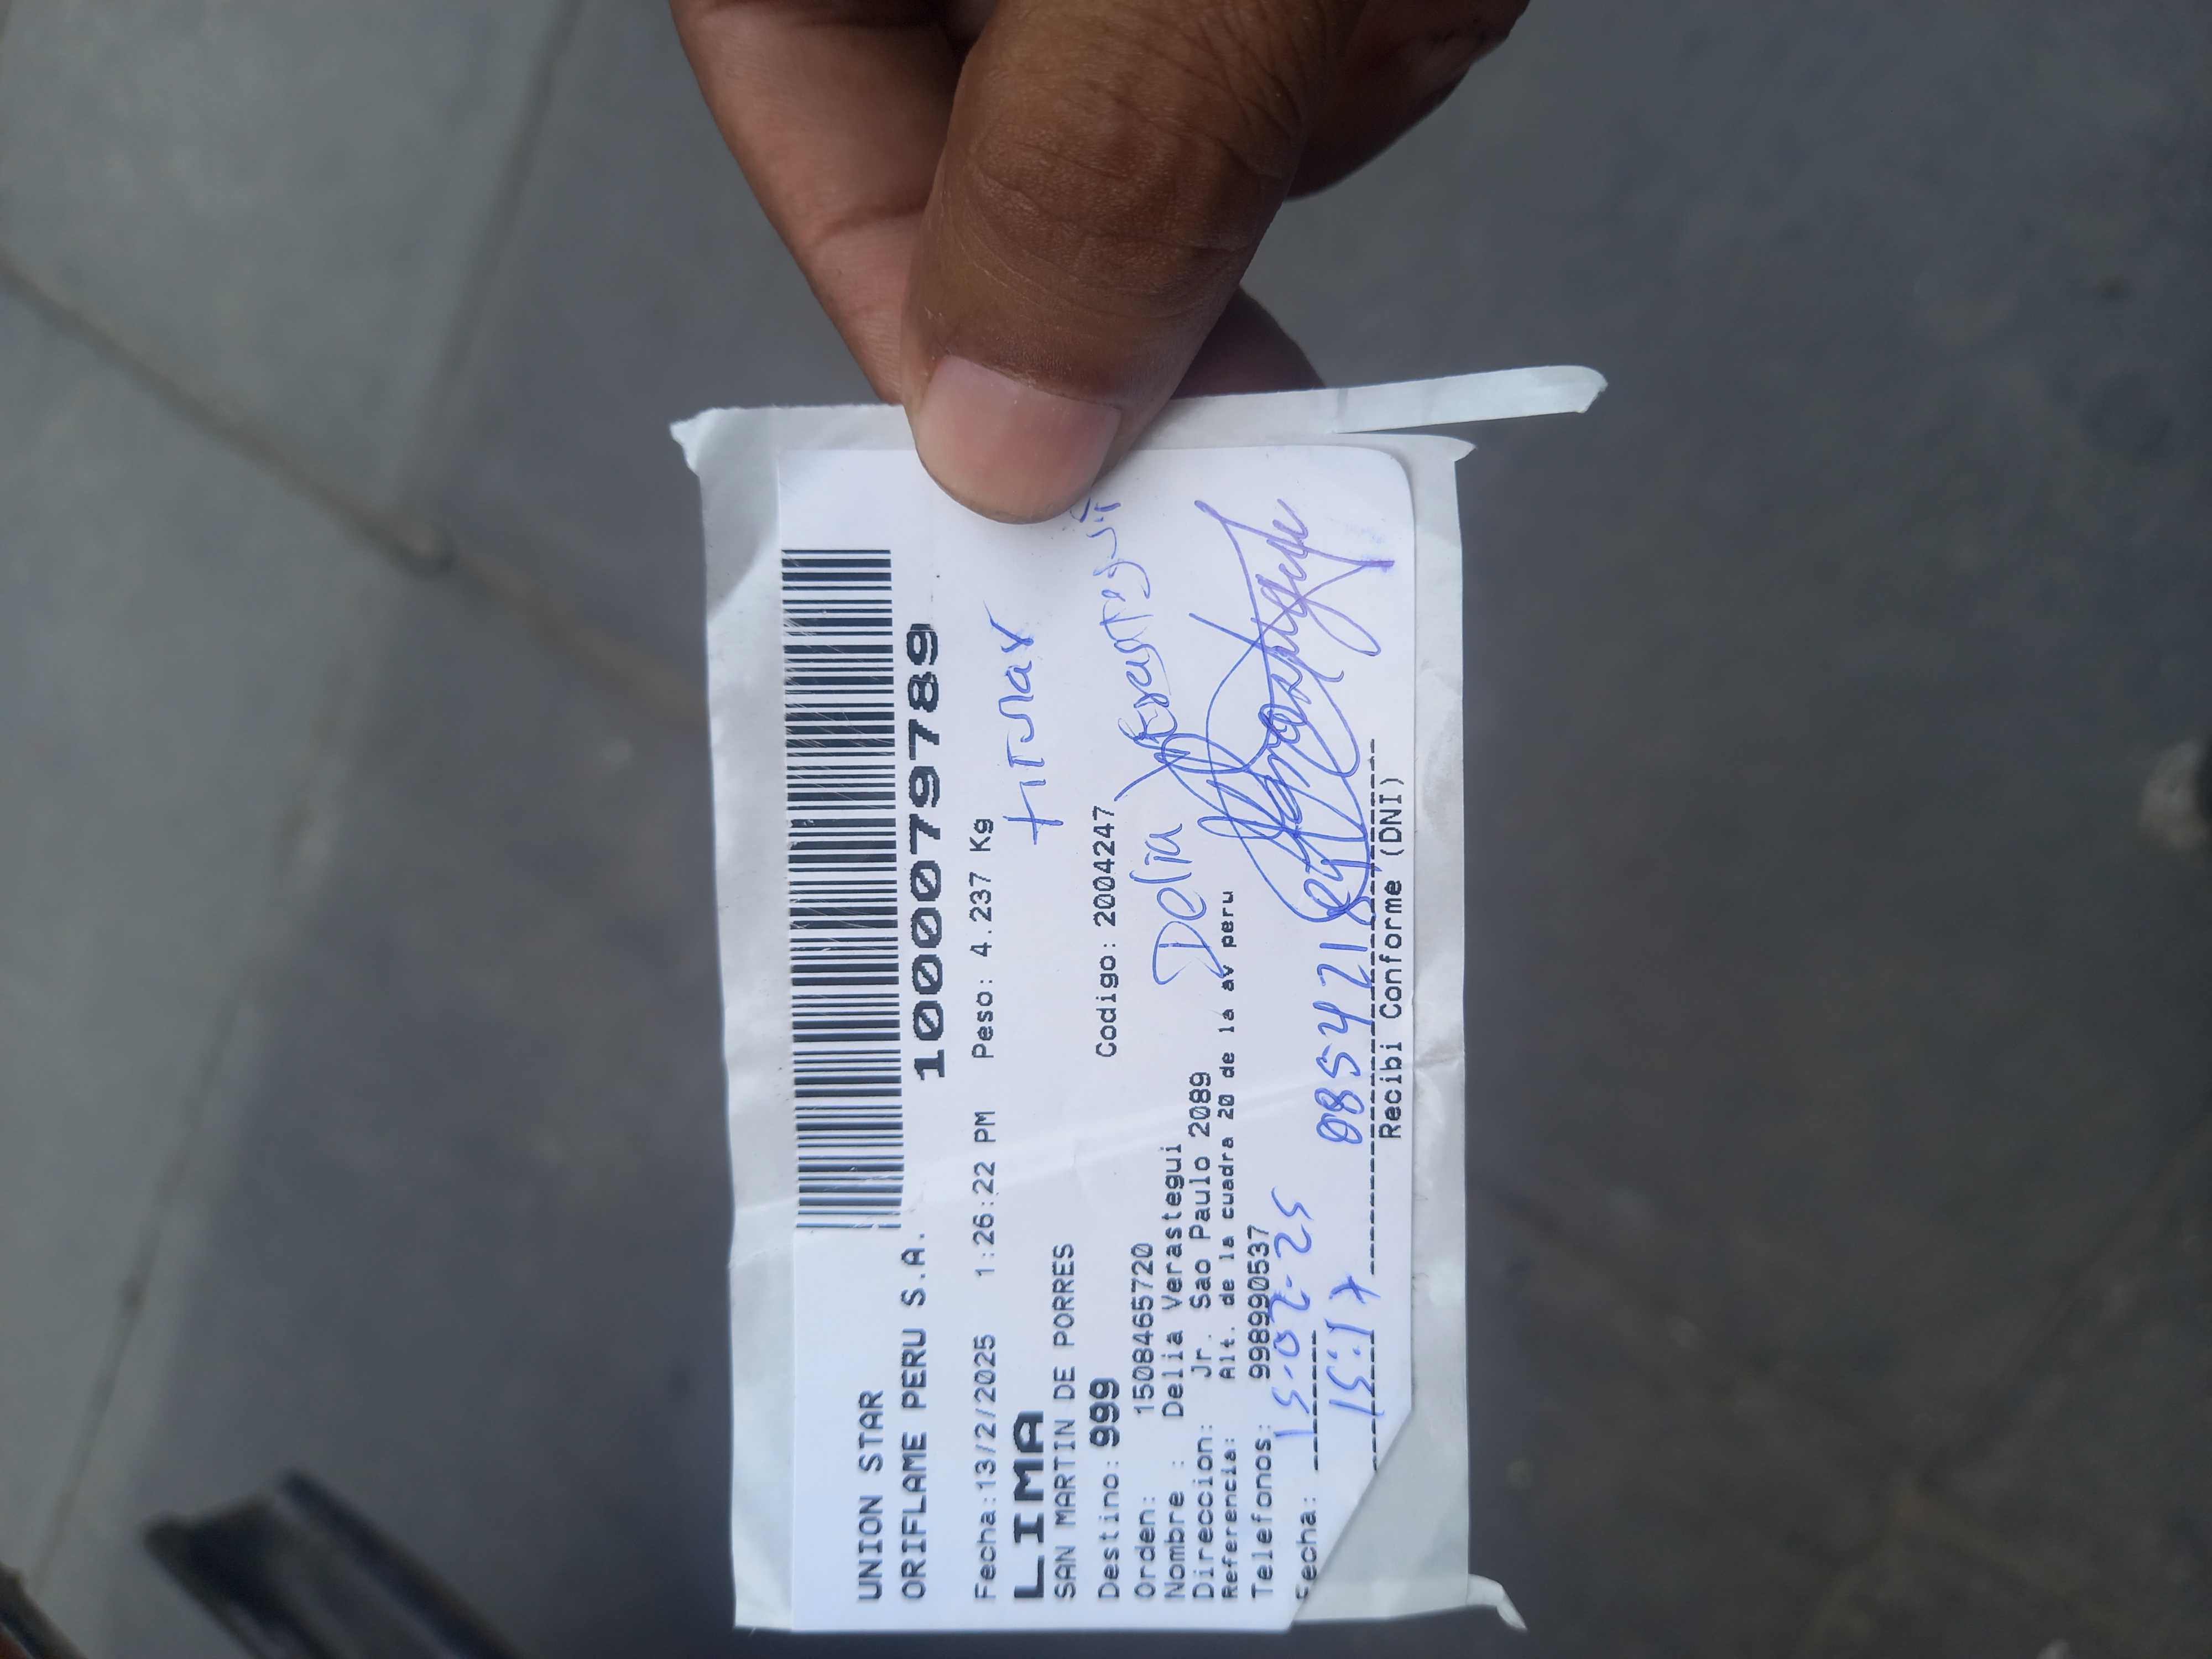 UNION STAR
ORIFLAME PERU S.A.
10007979789
Fecha:13/2/2025 1:26:22 PM Peso: 4.237 Kg
LIMA
titular
SAN MARTIN DE PORRES
Destino:999 Codigo: 2004247
Orden: 1508465720
Nombre : Delia Verastegui
Delia Verastegui
Direccion: Jr. Sao Paulo 2089
Referencia: Alt. de la cuadra 20 de la av peru
Telefonos: 998990537
Fecha: 15-02-25
15:17 0854218
Recibi Conforme (DNI)